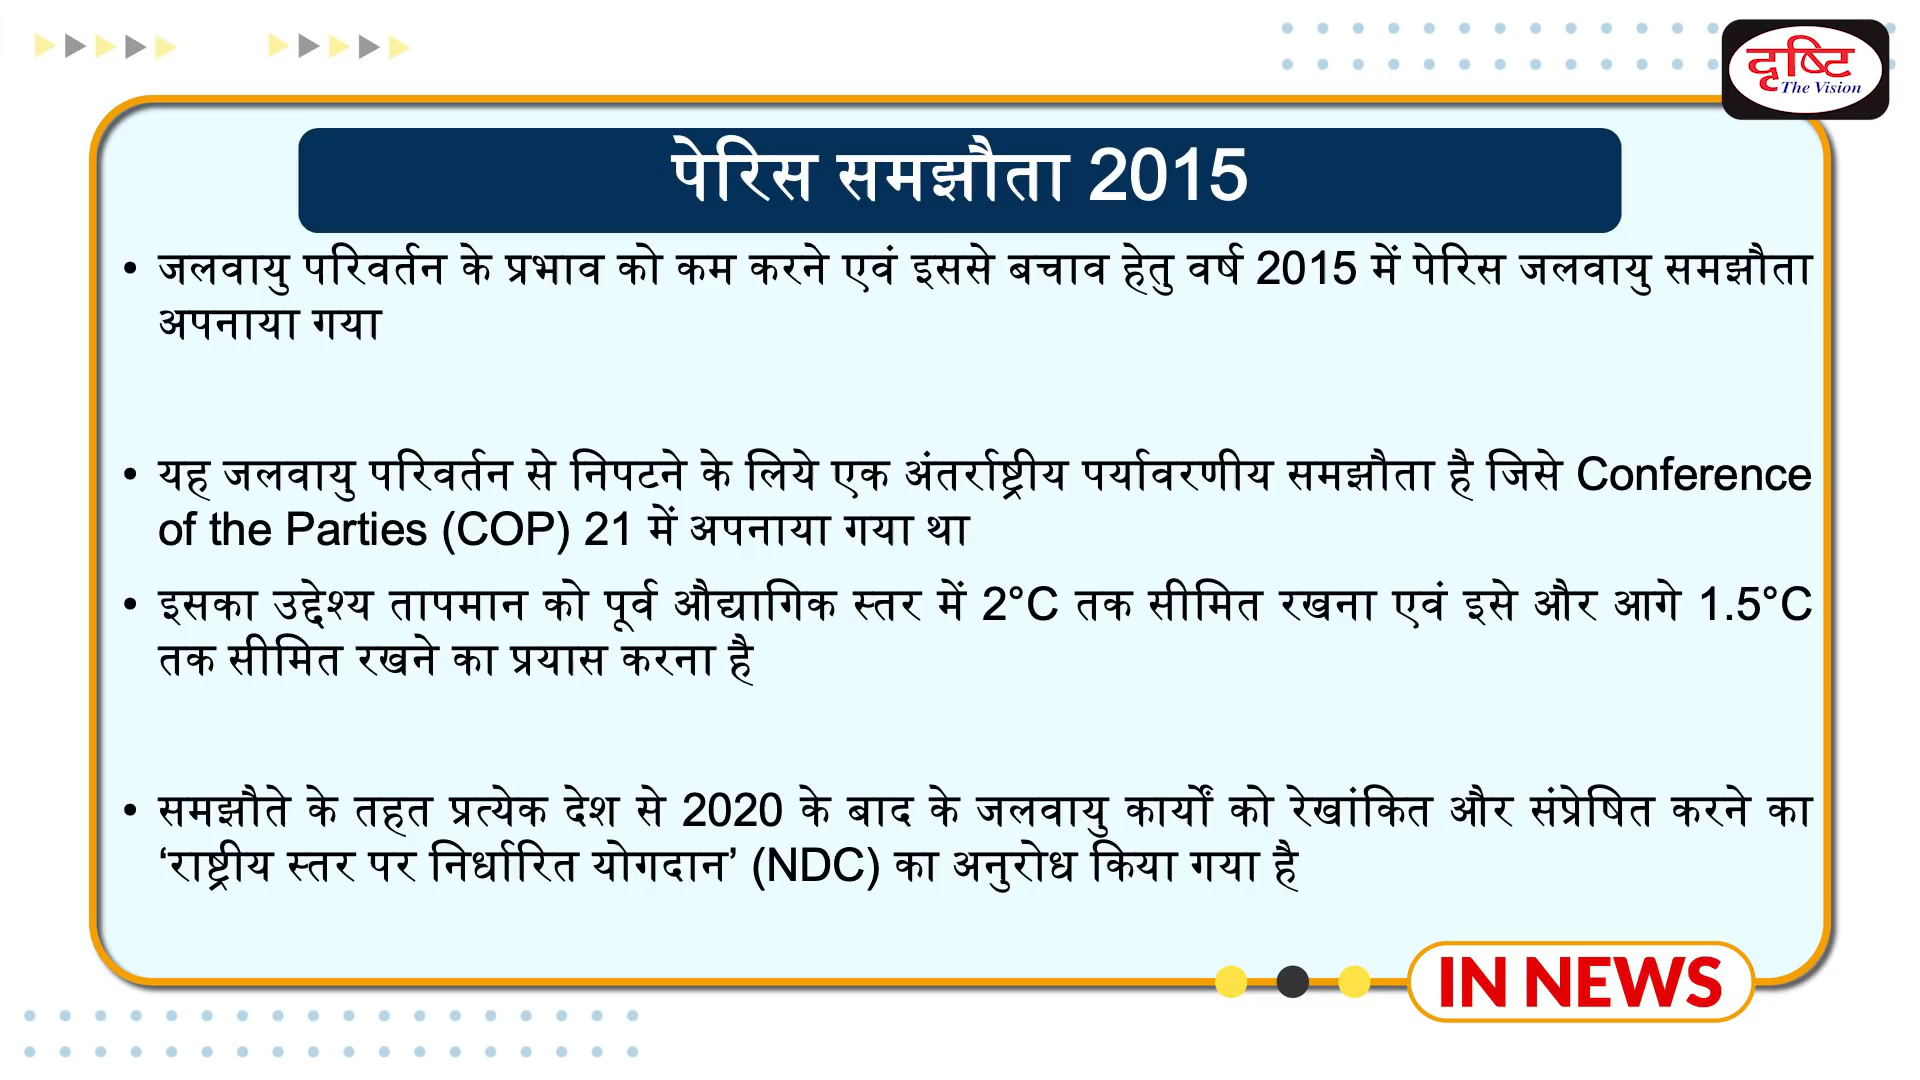 दृष्टि
The Vision
पेरिस समझौता 2015
• जलवायु परिवर्तन के प्रभाव को कम करने एवं इससे बचाव हेतु वर्ष 2015 में पेरिस जलवायु समझौता
अपनाया गया
• यह जलवायु परिवर्तन से निपटने के लिये एक अंतर्राष्ट्रीय पर्यावरणीय समझौता है जिसे Conference
of the Parties (COP) 21 में अपनाया गया था
• इसका उद्देश्य तापमान को पूर्व औद्यागिक स्तर में 2°C तक सीमित रखना एवं इसे और आगे 1.5°C
तक सीमित रखने का प्रयास करना है
• समझौते के तहत प्रत्येक देश से 2020 के बाद के जलवायु कार्यों को रेखांकित और संप्रेषित करने का
‘राष्ट्रीय स्तर पर निर्धारित योगदान’ (NDC) का अनुरोध किया गया है
IN NEWS